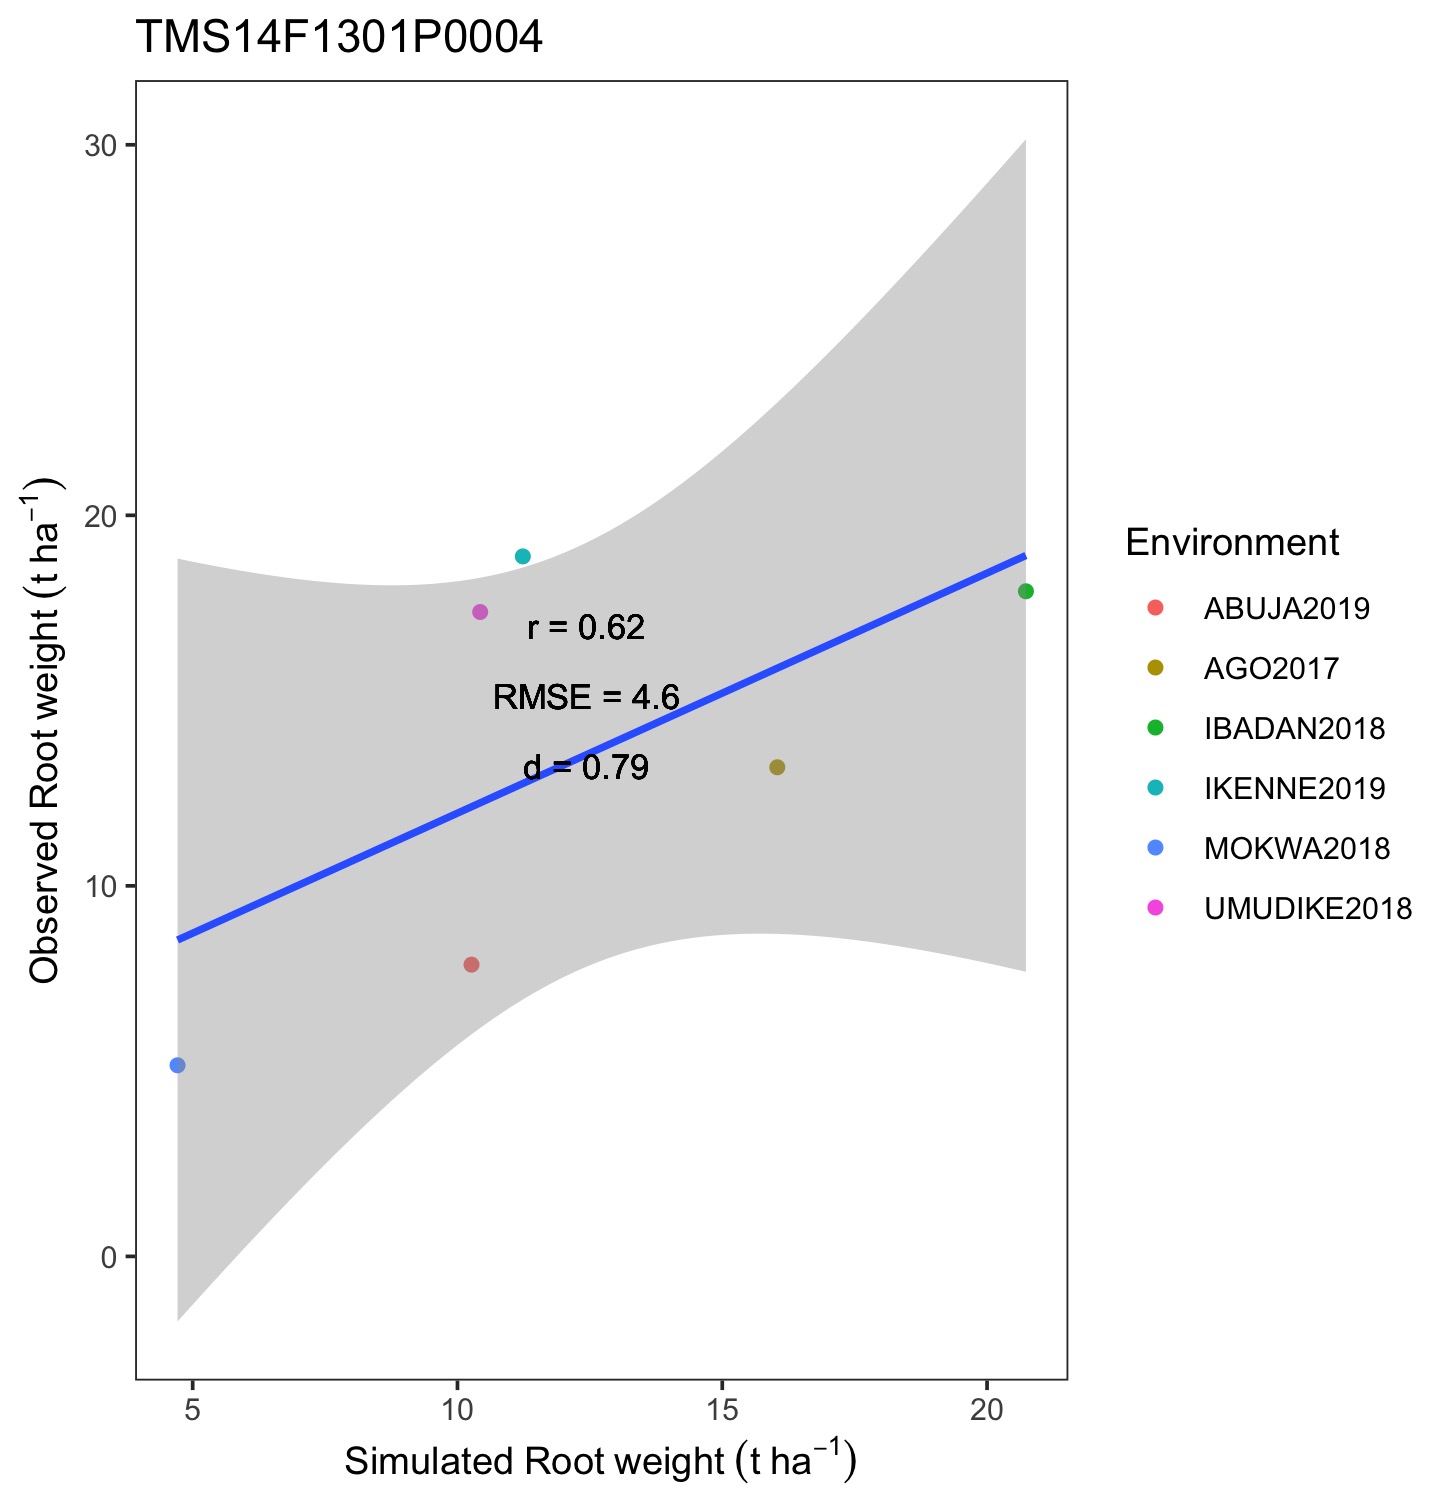 TMS14F1301P0004
30
20
10
0
Observed Root weight (t ha−1)
r = 0.62
RMSE = 4.6
d = 0.79
5 10 15 20
Simulated Root weight (t ha−1)
Environment
ABUJA2019
AGO2017
IBADAN2018
IKENNE2019
MOKWA2018
UMUDIKE2018